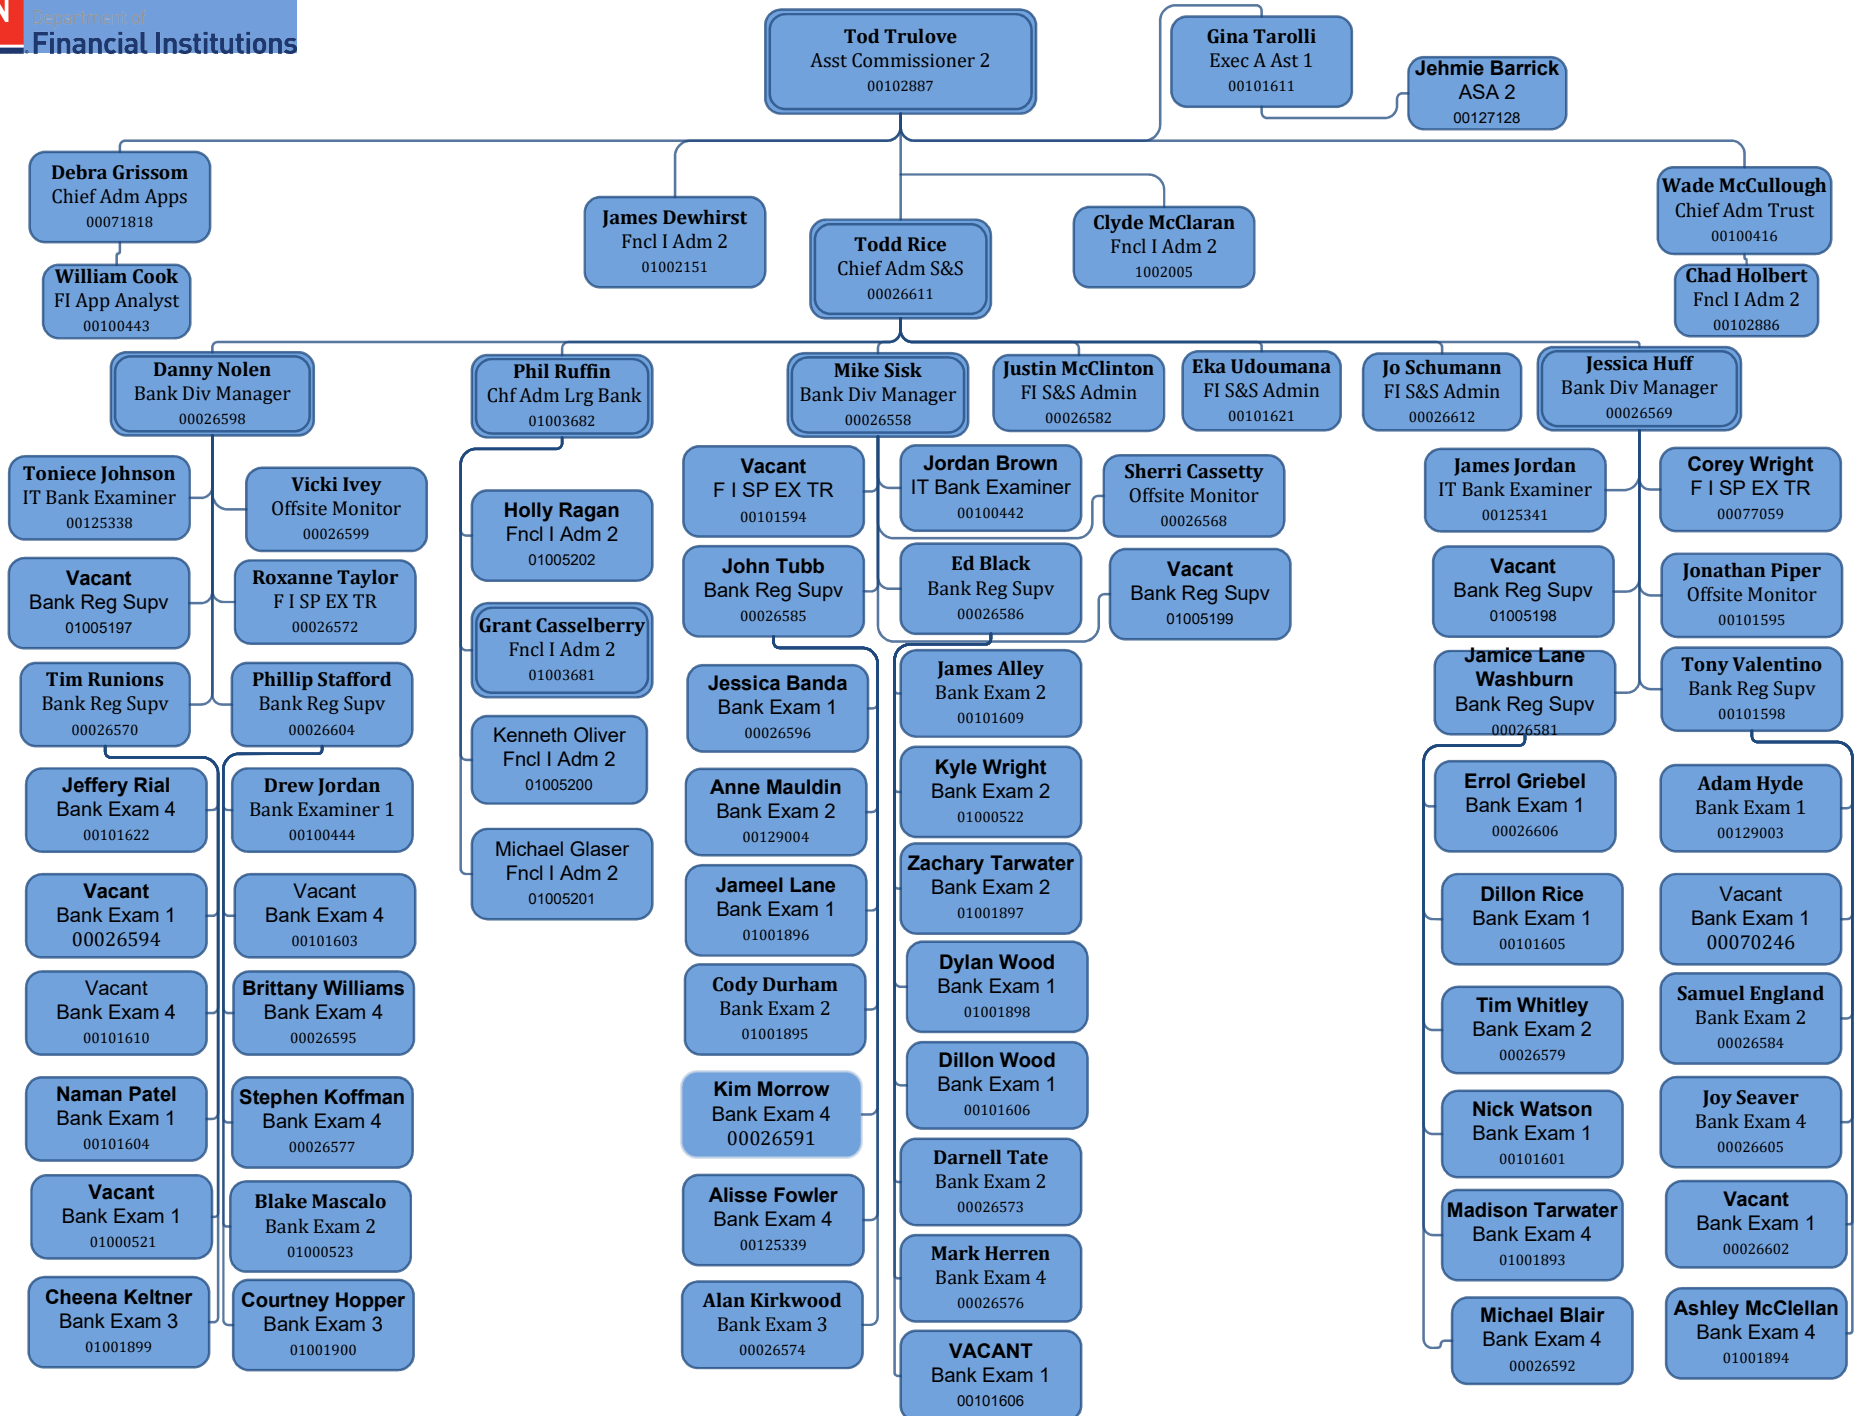 N
Department of
Financial Institutions
Tod Trulove
Asst Commissioner 2
00102887
Gina Tarolli
Exec A Ast 1
00101611
Jehmie Barrick
ASA 2
00127128
Debra Grissom
Chief Adm Apps
00071818
William Cook
FI App Analyst
00100443
James Dewhirst
Fncl I Adm 2
01002151
Todd Rice
Chief Adm S&S
00026611
Clyde McClaran
Fncl I Adm 2
1002005
Wade McCullough
Chief Adm Trust
00100416
Chad Holbert
Fncl I Adm 2
00102886
Danny Nolen
Bank Div Manager
00026598
Phil Ruffin
Chf Adm Lrg Bank
01003682
Mike Sisk
Bank Div Manager
00026558
Justin McClinton
FI S&S Admin
00026582
Eka Udoumana
FI S&S Admin
00101621
Jo Schumann
FI S&S Admin
00026612
Jessica Huff
Bank Div Manager
00026569
Toniece Johnson
IT Bank Examiner
00125338
Vicki Ivey
Offsite Monitor
00026599
Vacant
Bank Reg Supv
01005197
Roxanne Taylor
F I SP EX TR
00026572
Tim Runions
Bank Reg Supv
00026570
Phillip Stafford
Bank Reg Supv
00026604
Jeffery Rial
Bank Exam 4
00101622
Drew Jordan
Bank Examiner 1
00100444
Vacant
Bank Exam 1
00026594
Vacant
Bank Exam 4
00101603
Vacant
Bank Exam 4
00101610
Brittany Williams
Bank Exam 4
00026595
Naman Patel
Bank Exam 1
00101604
Stephen Koffman
Bank Exam 4
00026577
Vacant
Bank Exam 1
01000521
Blake Mascalo
Bank Exam 2
01000523
Cheena Keltner
Bank Exam 3
01001899
Courtney Hopper
Bank Exam 3
01001900
Holly Ragan
Fncl I Adm 2
01005202
Grant Casselberry
Fncl I Adm 2
01003681
Kenneth Oliver
Fncl I Adm 2
01005200
Michael Glaser
Fncl I Adm 2
01005201
Vacant
F I SP EX TR
00101594
Jordan Brown
IT Bank Examiner
00100442
Sherri Cassetty
Offsite Monitor
00026568
John Tubb
Bank Reg Supv
00026585
Ed Black
Bank Reg Supv
00026586
Vacant
Bank Reg Supv
01005199
Jessica Banda
Bank Exam 1
00026596
Anne Mauldin
Bank Exam 2
00129004
Jameel Lane
Bank Exam 1
01001896
Cody Durham
Bank Exam 2
01001895
Kim Morrow
Bank Exam 4
00026591
Alisse Fowler
Bank Exam 4
00125339
Alan Kirkwood
Bank Exam 3
00026574
James Alley
Bank Exam 2
00101609
Kyle Wright
Bank Exam 2
01000522
Zachary Tarwater
Bank Exam 2
01001897
Dylan Wood
Bank Exam 1
01001898
Dillon Wood
Bank Exam 1
00101606
Darnell Tate
Bank Exam 2
00026573
Mark Herren
Bank Exam 4
00026576
VACANT
Bank Exam 1
00101606
James Jordan
IT Bank Examiner
00125341
Corey Wright
F I SP EX TR
00077059
Vacant
Bank Reg Supv
01005198
Jonathan Piper
Offsite Monitor
00101595
Jamice Lane
Washburn
Bank Reg Supv
00026581
Tony Valentino
Bank Reg Supv
00101598
Errol Griebel
Bank Exam 1
00026606
Dillon Rice
Bank Exam 1
00101605
Tim Whitley
Bank Exam 2
00026579
Nick Watson
Bank Exam 1
00101601
Madison Tarwater
Bank Exam 4
01001893
Michael Blair
Bank Exam 4
00026592
Adam Hyde
Bank Exam 1
00129003
Vacant
Bank Exam 1
00070246
Samuel England
Bank Exam 2
00026584
Joy Seaver
Bank Exam 4
00026605
Vacant
Bank Exam 1
00026602
Ashley McClellan
Bank Exam 4
01001894